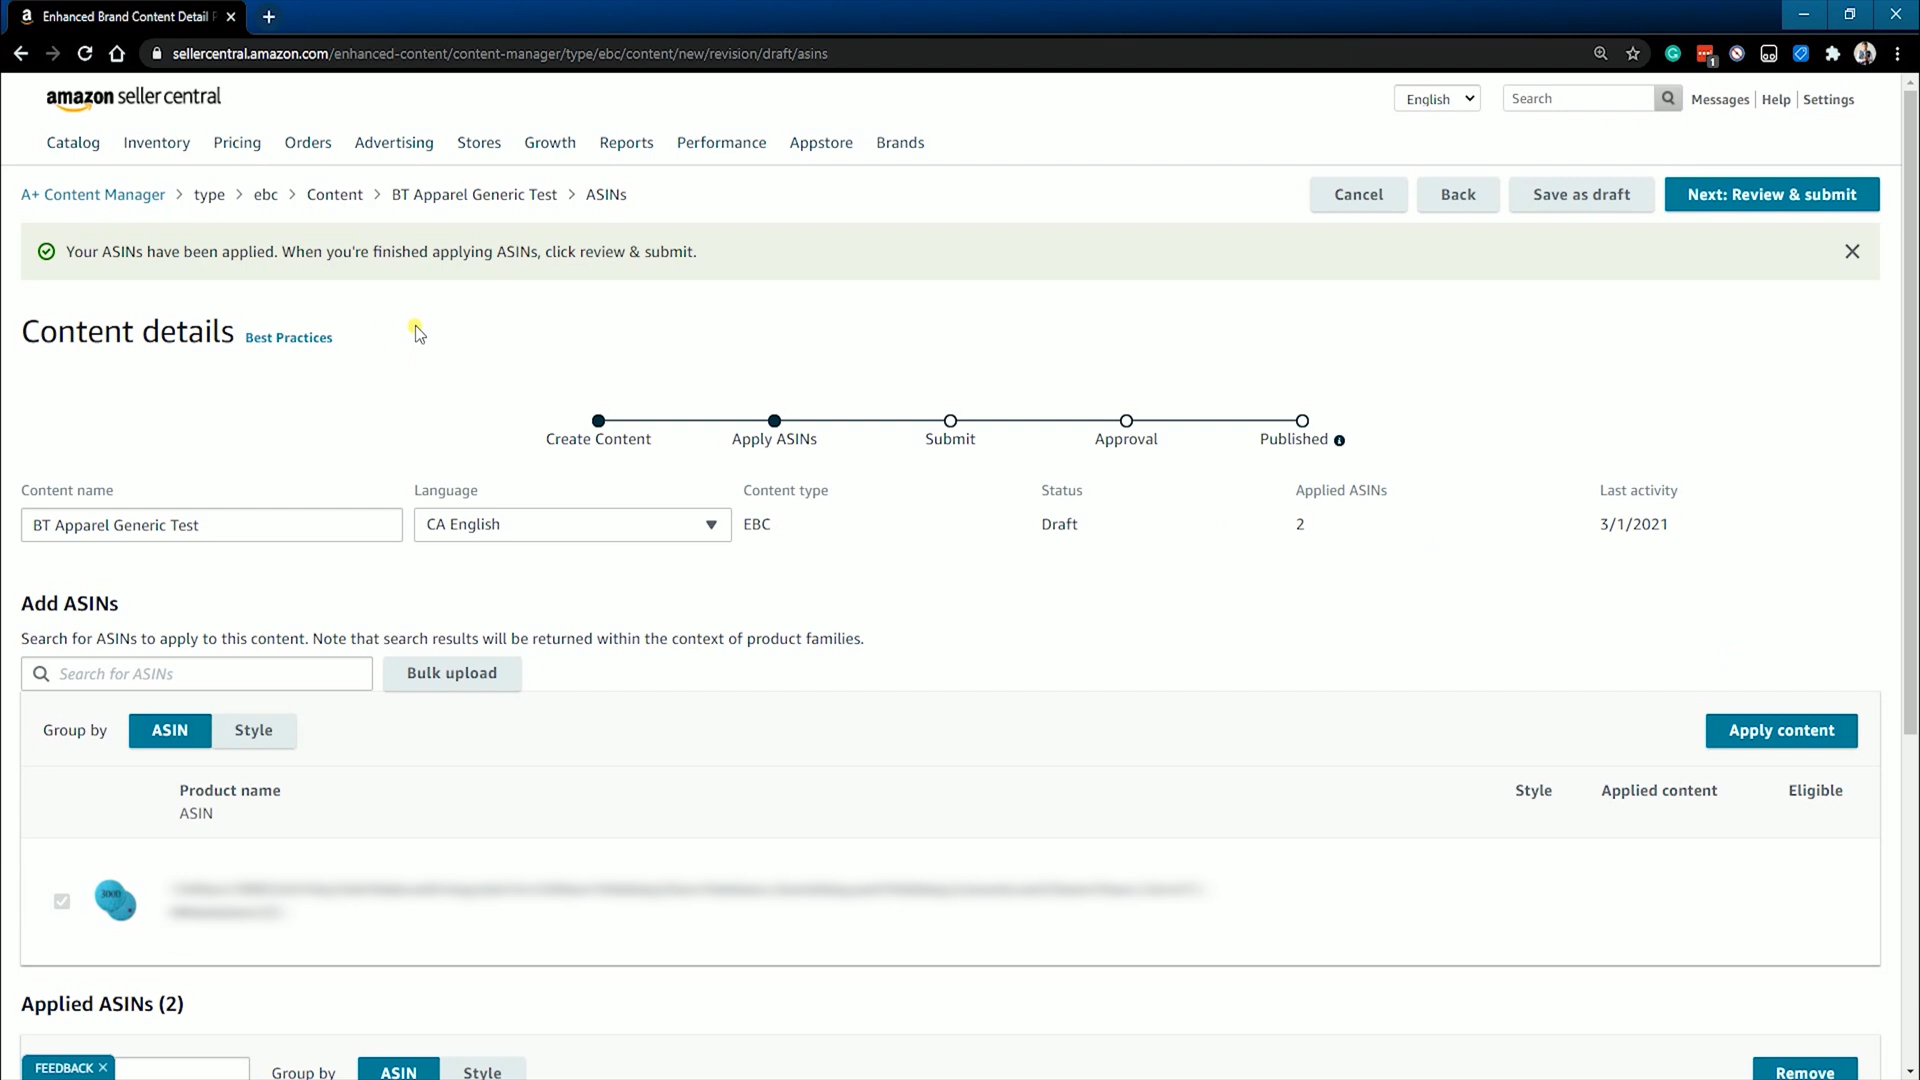 Enhanced Brand Content Detail
sellercentral.amazon.com/enhanced-content/content-manager/type/ebc/content/new/revision/draft/asins
1
amazon seller central
English
Search
Messages | Help | Settings
Catalog Inventory Pricing Orders Advertising Stores Growth Reports Performance Appstore Brands
A+ Content Manager > type > ebc > Content > BT Apparel Generic Test > ASINs
Cancel Back Save as draft Next: Review & submit
Your ASINs have been applied. When you're finished applying ASINs, click review & submit.
Content details Best Practices
Create Content Apply ASINs Submit Approval Published
Content name Language Content type Status Applied ASINs Last activity
BT Apparel Generic Test CA English EBC Draft 2 3/1/2021
Add ASINs
Search for ASINs to apply to this content. Note that search results will be returned within the context of product families.
Search for ASINs Bulk upload
Group by ASIN Style Apply content
Product name Style Applied content Eligible
ASIN
3000
Applied ASINs (2)
FEEDBACK Group by ASIN Style Remove